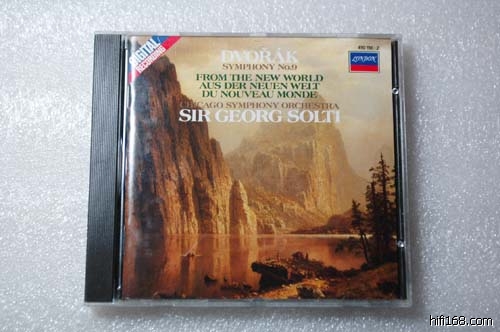 DIGITAL
RECORDING
DVOŘÁK
SYMPHONY No.9
FROM THE NEW WORLD
AUS DER NEUEN WELT
DU NOUVEAU MONDE
CHICAGO SYMPHONY ORCHESTRA
SIR GEORG SOLTI
LONDON
hifi168.com